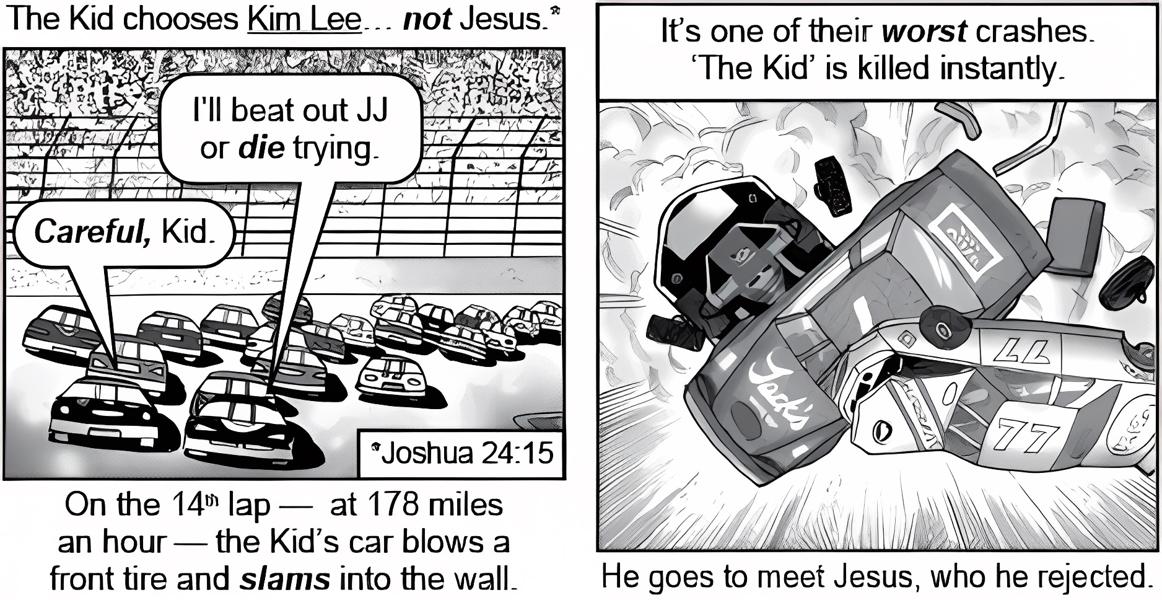 The Kid chooses Kim Lee... not Jesus.*
I'll beat out JJ
or die trying.
Careful, Kid.
*Joshua 24:15
On the 14th lap — at 178 miles
an hour — the Kid's car blows a
front tire and slams into the wall.
It's one of their worst crashes.
'The Kid' is killed instantly.
Jack's
77
77
He goes to meet Jesus, who he rejected.